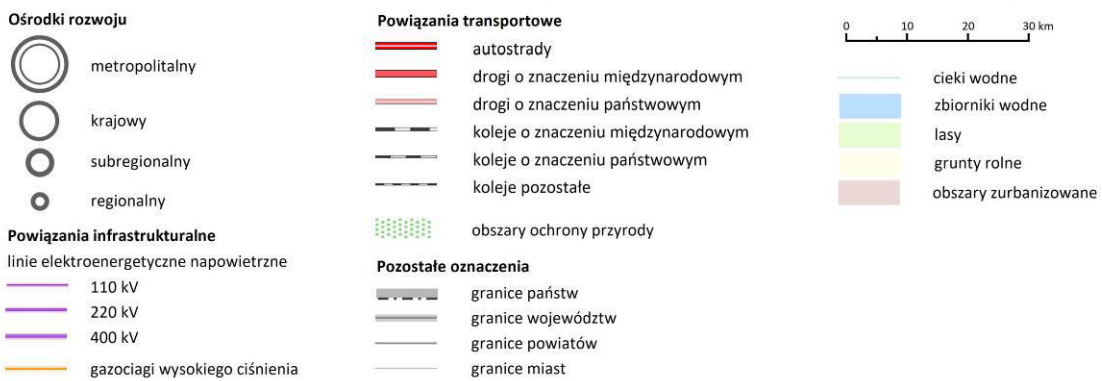 Ośrodki rozwoju
metropolitalny
krajowy
subregionalny
regionalny
Powiązania infrastrukturalne
linie elektroenergetyczne napowietrzne
110 kV
220 kV
400 kV
gazociagi wysokiego ciśnienia
Powiązania transportowe
autostrady
drogi o znaczeniu międzynarodowym
drogi o znaczeniu państwowym
koleje o znaczeniu międzynarodowym
koleje o znaczeniu państwowym
koleje pozostałe
obszary ochrony przyrody
Pozostałe oznaczenia
granice państw
granice województw
granice powiatów
granice miast
0 10 20 30 km
cieki wodne
zbiorniki wodne
lasy
grunty rolne
obszary zurbanizowane